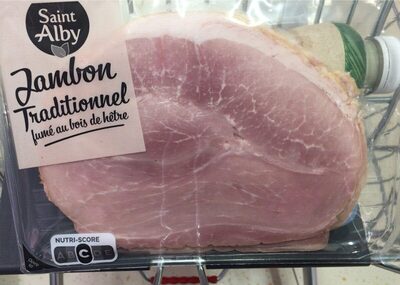 Saint
Alby
Jambon
Traditionnel
fumé au bois de hêtre
NUTRI-SCORE
A B C D E